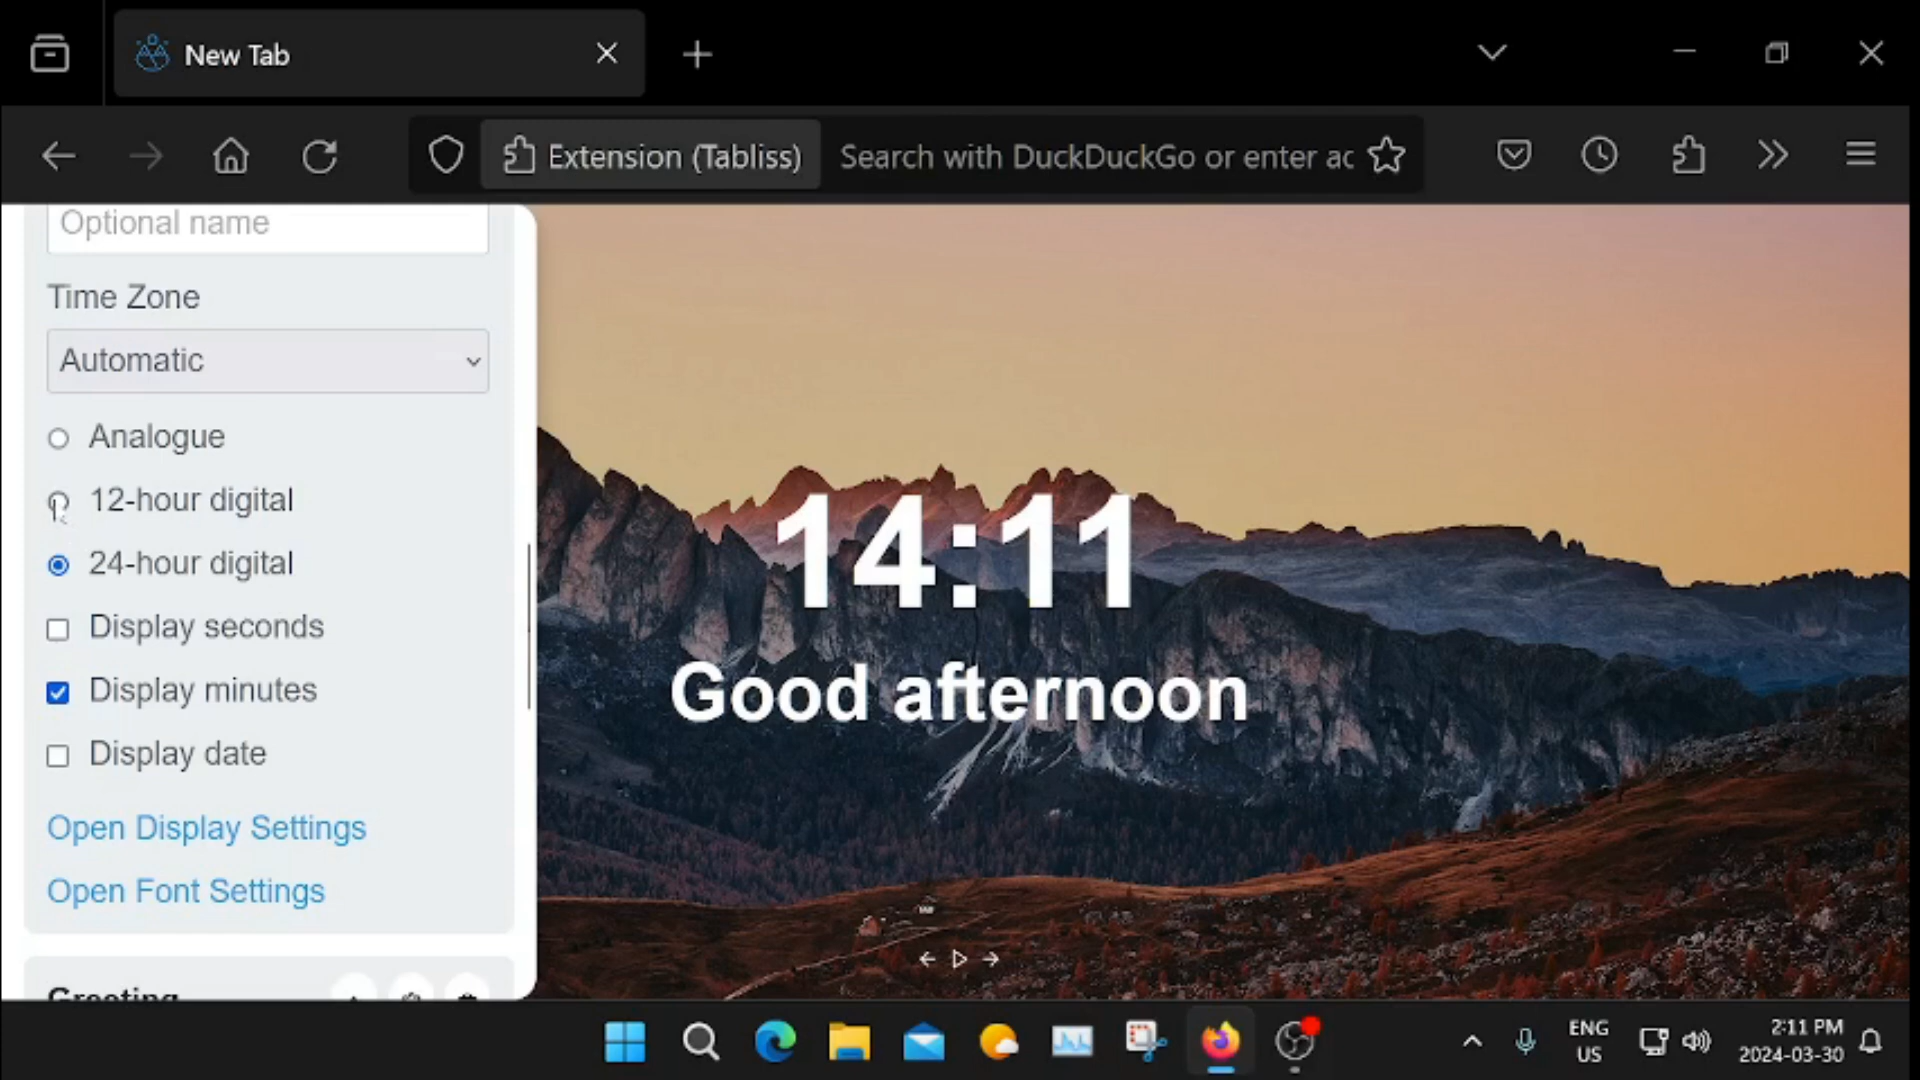 New Tab
Extension (Tabliss)
Search with DuckDuckGo or enter ac
Optional name
Time Zone
Automatic
Analogue
12-hour digital
24-hour digital
Display seconds
Display minutes
Display date
Open Display Settings
Open Font Settings
Greeting
14:11
Good afternoon
ENG
US
2:11 PM
2024-03-30